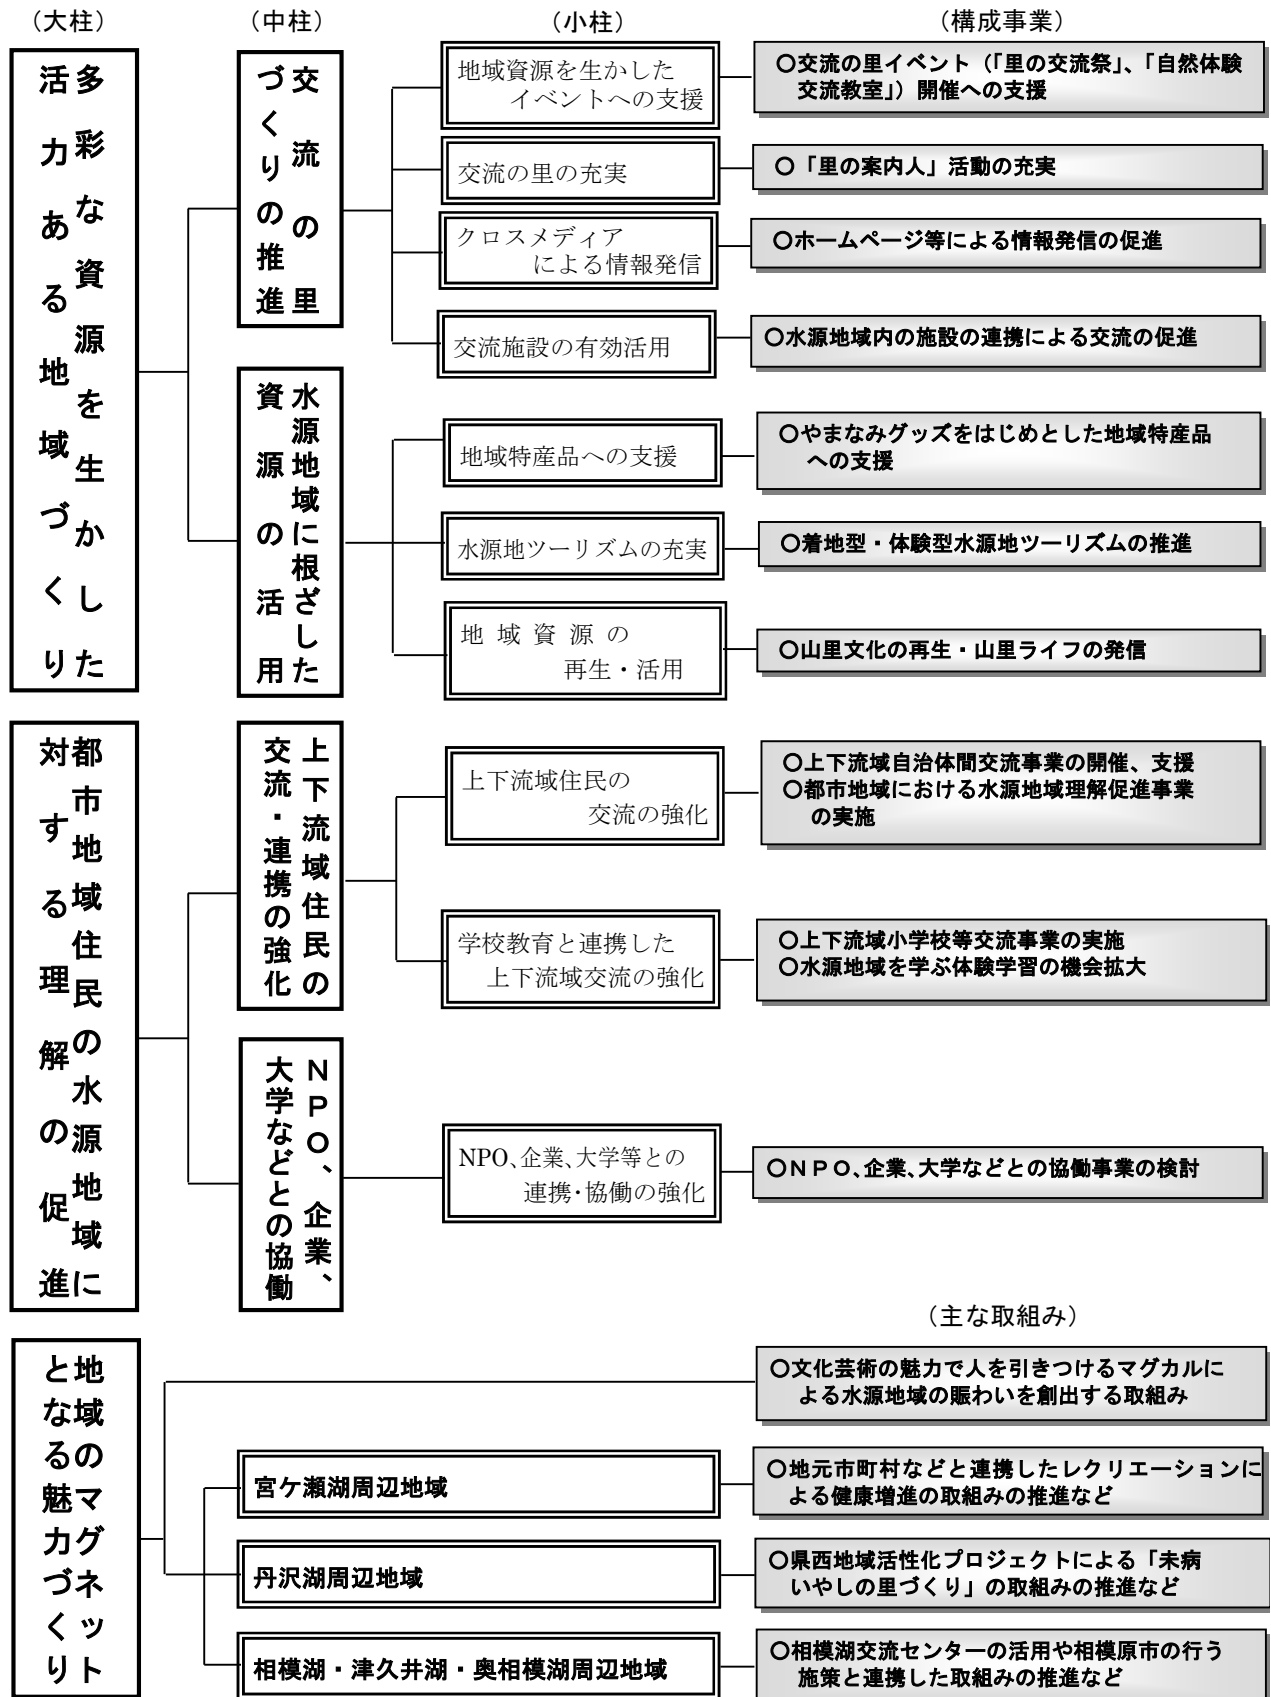 （大柱）
（中柱）
（小柱）
（構成事業）
多彩な資源を生かした
活力ある地域づくり
交流の里
づくりの推進
地域資源を生かした
イベントへの支援
〇交流の里イベント（「里の交流祭」、「自然体験
交流教室」）開催への支援
交流の里の充実
〇「里の案内人」活動の充実
クロスメディア
による情報発信
〇ホームページ等による情報発信の促進
交流施設の有効活用
〇水源地域内の施設の連携による交流の促進
水源地域に根ざした
資源の活用
地域特産品への支援
〇やまなみグッズをはじめとした地域特産品
への支援
水源地ツーリズムの充実
〇着地型・体験型水源地ツーリズムの推進
地域資源の
再生・活用
〇山里文化の再生・山里ライフの発信
都市地域住民の水源地域に
対する理解の促進
上下流域住民の
交流・連携の強化
上下流域住民の
交流の強化
〇上下流域自治体間交流事業の開催、支援
〇都市地域における水源地域理解促進事業
の実施
学校教育と連携した
上下流域交流の強化
〇上下流域小学校等交流事業の実施
〇水源地域を学ぶ体験学習の機会拡大
ＮＰＯ、企業、
大学などとの協働
NPO､企業､大学等との
連携･協働の強化
〇ＮＰＯ､企業､大学などとの協働事業の検討
（主な取組み）
地域のマグネット
となる魅力づくり
〇文化芸術の魅力で人を引きつけるマグカルに
よる水源地域の賑わいを創出する取組み
宮ケ瀬湖周辺地域
〇地元市町村などと連携したレクリエーションに
よる健康増進の取組みの推進など
丹沢湖周辺地域
〇県西地域活性化プロジェクトによる「未病
いやしの里づくり」の取組みの推進など
相模湖・津久井湖・奥相模湖周辺地域
〇相模湖交流センターの活用や相模原市の行う
施策と連携した取組みの推進など